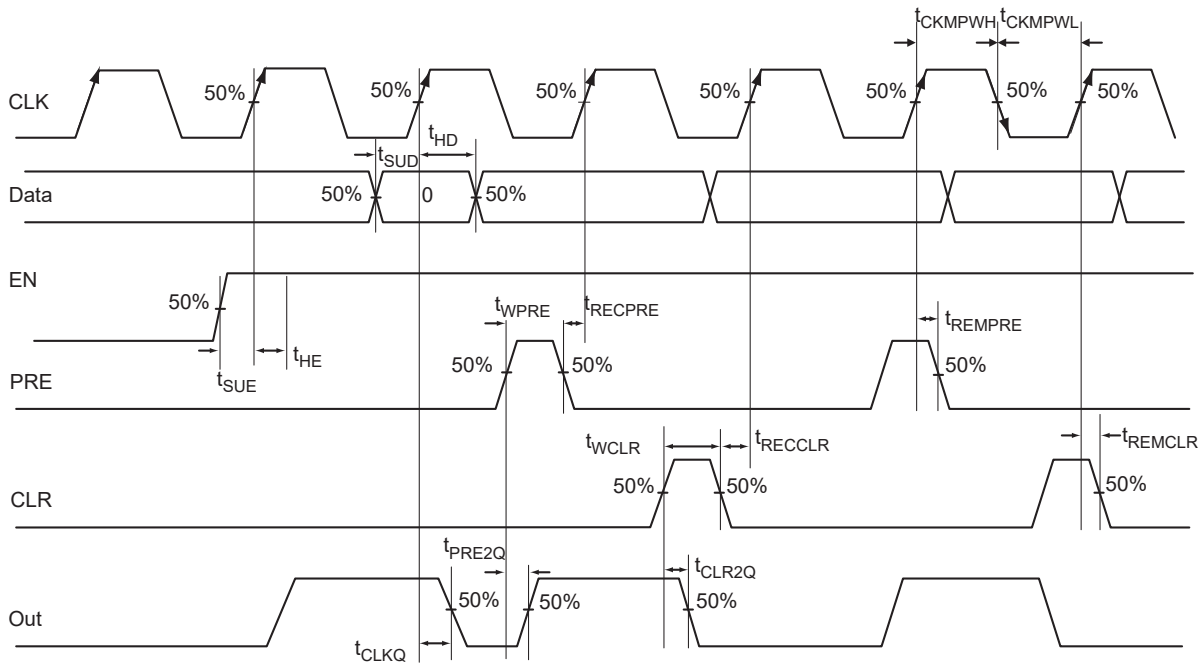 tCKMPWH tCKMPWL
CLK
50% 50% 50% 50% 50% 50% 50%
tSUD tHD
Data
50% 0 50%
EN
50%
tSUE tHE
tWPRE tRECPRE
tREMPRE
PRE
50% 50% 50%
tWCLR tRECCLR
tREMCLR
CLR
50% 50% 50%
tPRE2Q
tCLR2Q
Out
50% 50% 50%
tCLKQ